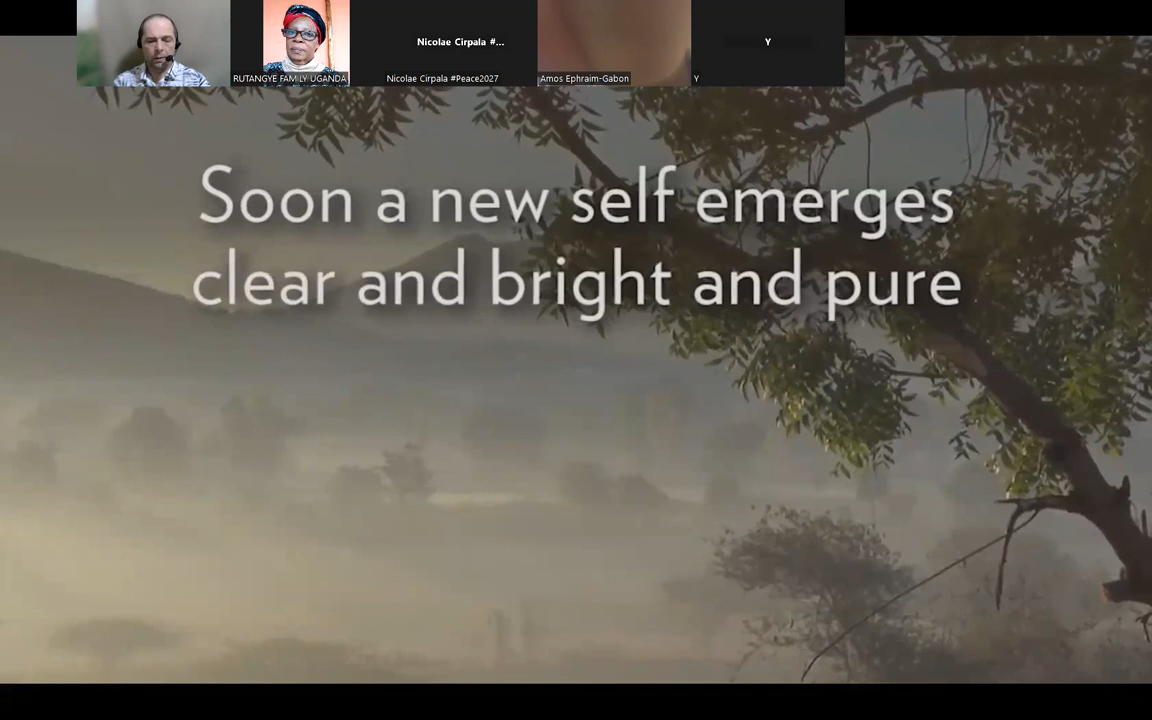 Nicolae Cirpala #...
Y
RUTANGYE FAMILY UGANDA
Nicolae Cirpala #Peace2027
Amos Ephraim-Gabon
Y
Soon a new self emerges
clear and bright and pure